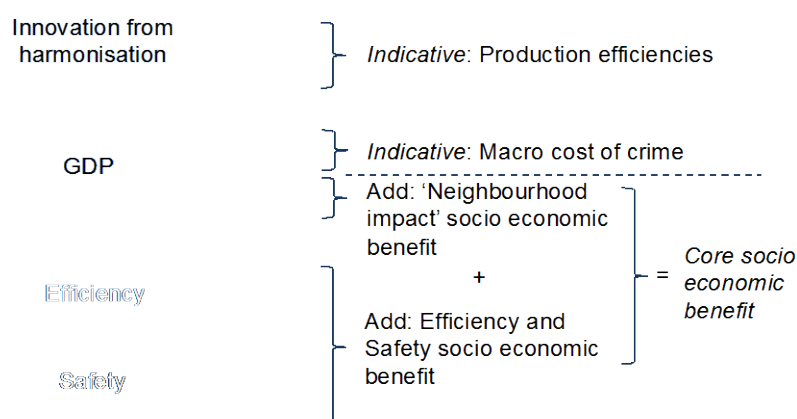 Innovation from
harmonisation
Indicative: Production efficiencies
GDP
Indicative: Macro cost of crime
Add: ‘Neighbourhood
impact’ socio economic
benefit
+
Efficiency
Add: Efficiency and
Safety socio economic
benefit
Safety
= Core socio
economic
benefit